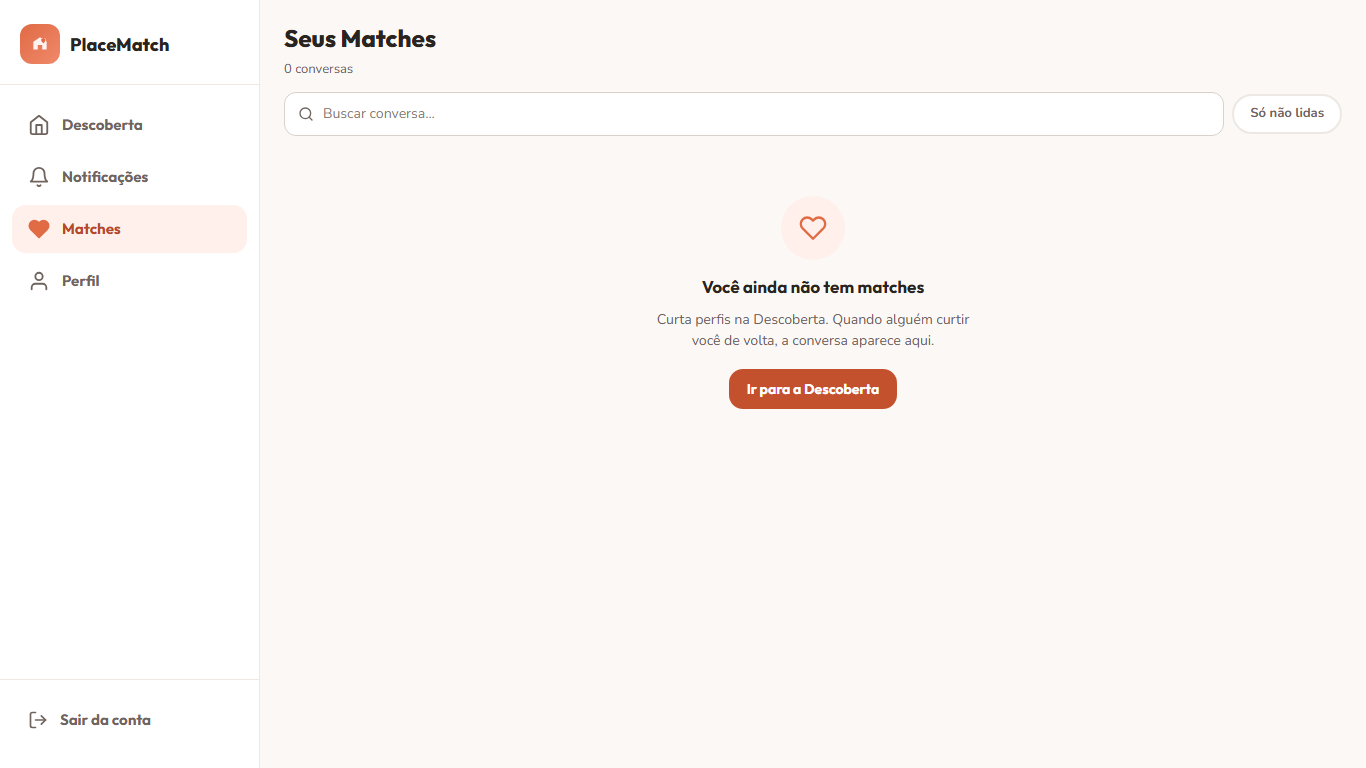 PlaceMatch
Descoberta
Notificações
Matches
Perfil
Sair da conta
Seus Matches
0 conversas
Buscar conversa...
Só não lidas
Você ainda não tem matches
Curta perfis na Descoberta. Quando alguém curtir
você de volta, a conversa aparece aqui.
Ir para a Descoberta